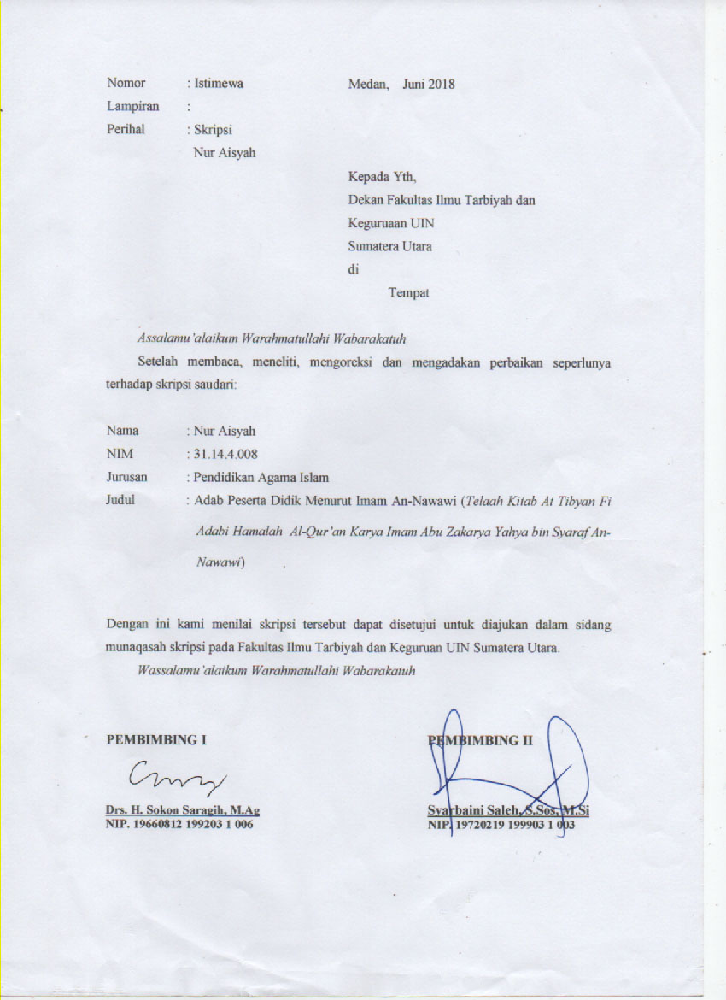 Nomor : Istimewa Medan, Juni 2018
Lampiran :
Perihal : Skripsi
Nur Aisyah
Kepada Yth,
Dekan Fakultas Ilmu Tarbiyah dan
Keguruaan UIN
Sumatera Utara
di
Tempat
Assalamu'alaikum Warahmatullahi Wabarakatuh
Setelah membaca, meneliti, mengoreksi dan mengadakan perbaikan seperlunya
terhadap skripsi saudari:
Nama : Nur Aisyah
NIM : 31.14.4.008
Jurusan : Pendidikan Agama Islam
Judul : Adab Peserta Didik Menurut Imam An-Nawawi (Telaah Kitab At Tibyan Fi
Adabi Hamalah Al-Qur'an Karya Imam Abu Zakarya Yahya bin Syaraf An-
Nawawi)
Dengan ini kami menilai skripsi tersebut dapat disetujui untuk diajukan dalam sidang
munaqasah skripsi pada Fakultas Ilmu Tarbiyah dan Keguruan UIN Sumatera Utara.
Wassalamu'alaikum Warahmatullahi Wabarakatuh
PEMBIMBING I PEMBIMBING II
Drs. H. Sokon Saragih, M.Ag Syarbaini Saleh, S.Sos, M.Si
NIP. 19660812 199203 1 006 NIP. 19720219 199903 1 003